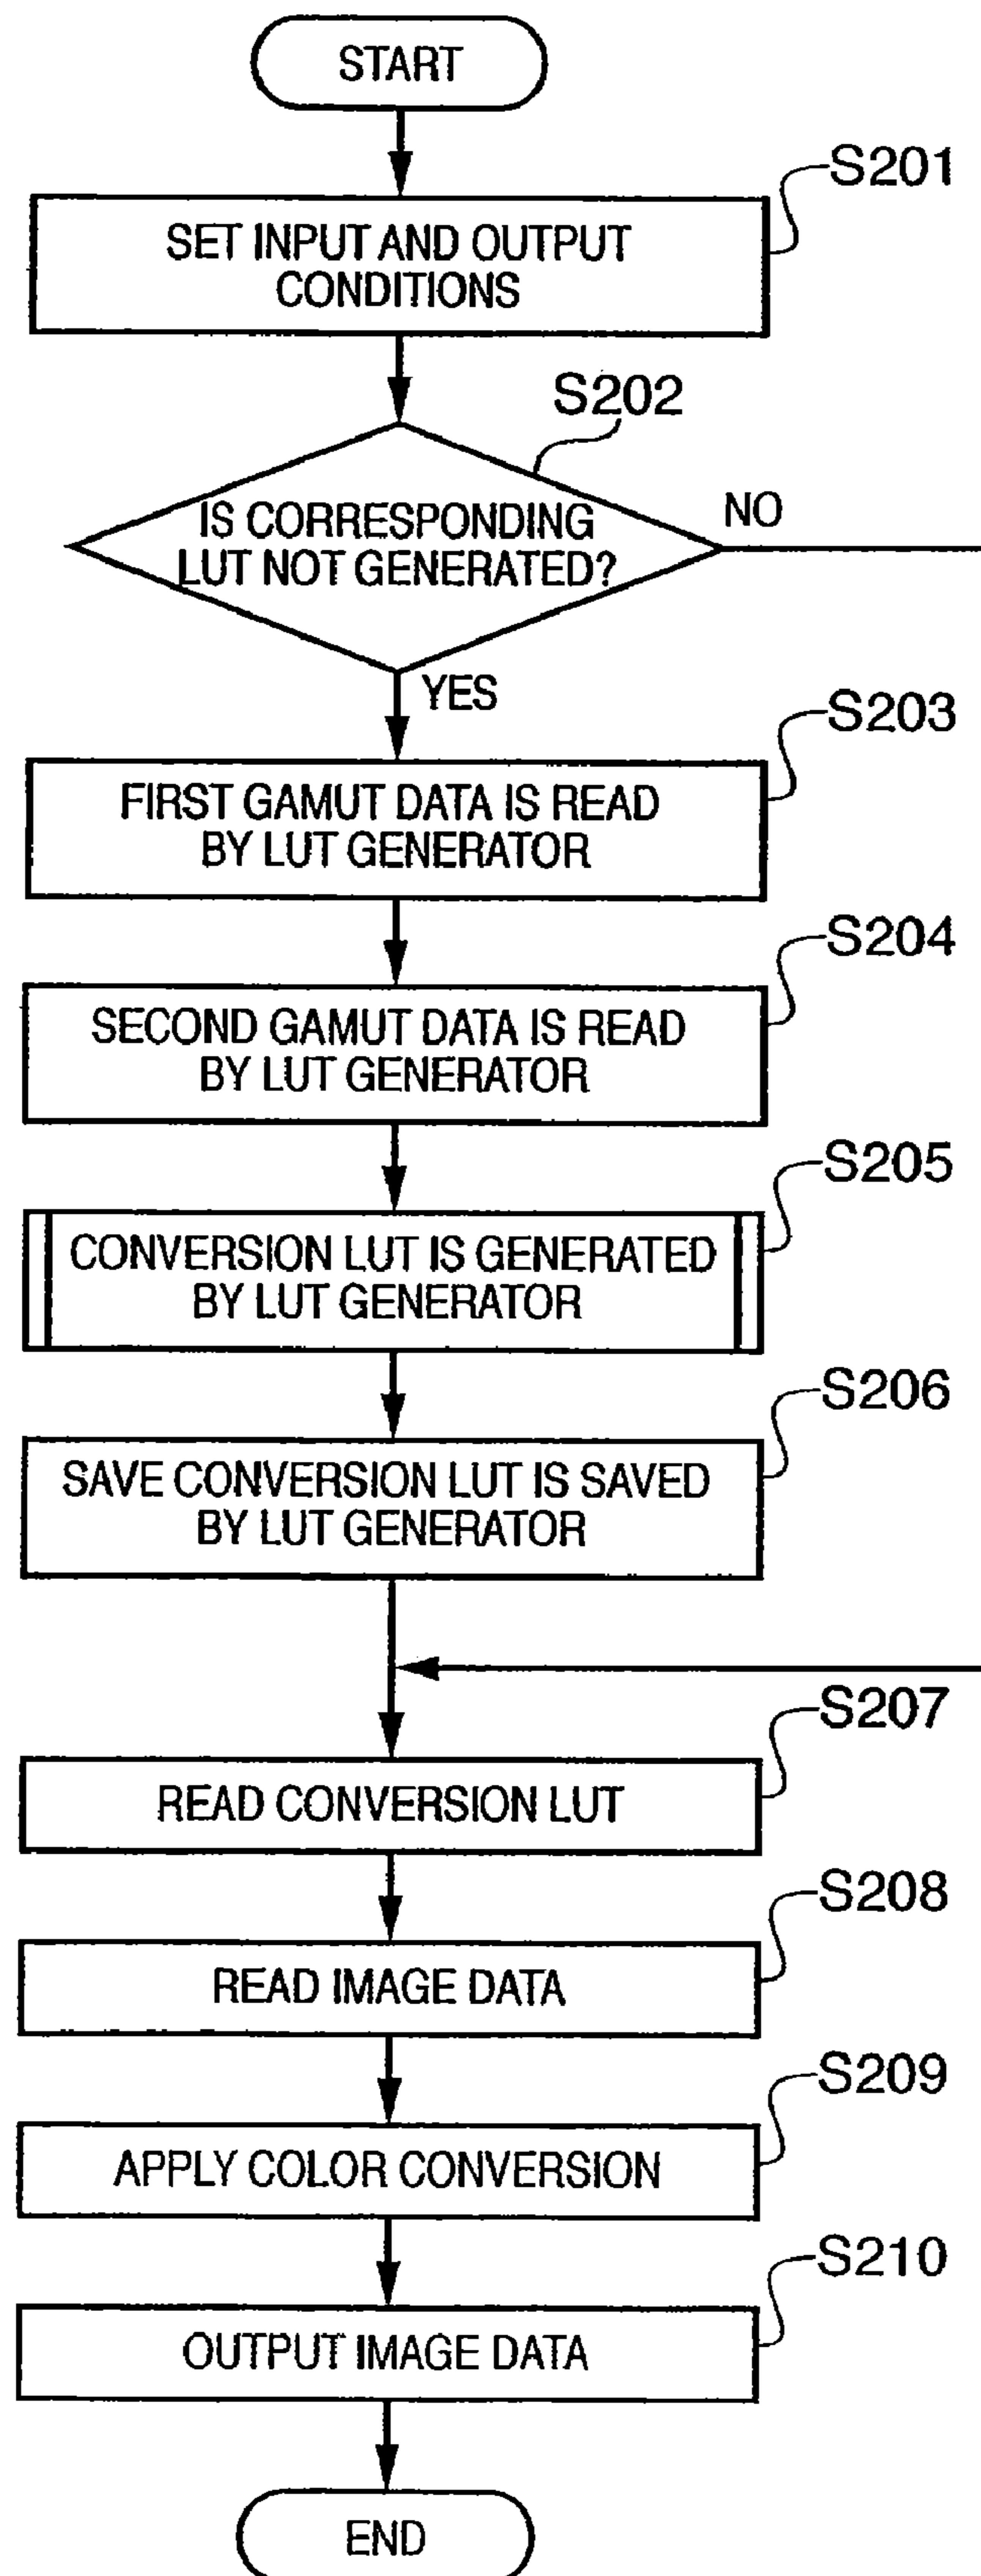 START
S201
SET INPUT AND OUTPUT
CONDITIONS
S202
IS CORRESPONDING
LUT NOT GENERATED?
NO
YES
S203
FIRST GAMUT DATA IS READ
BY LUT GENERATOR
S204
SECOND GAMUT DATA IS READ
BY LUT GENERATOR
S205
CONVERSION LUT IS GENERATED
BY LUT GENERATOR
S206
SAVE CONVERSION LUT IS SAVED
BY LUT GENERATOR
S207
READ CONVERSION LUT
S208
READ IMAGE DATA
S209
APPLY COLOR CONVERSION
S210
OUTPUT IMAGE DATA
END